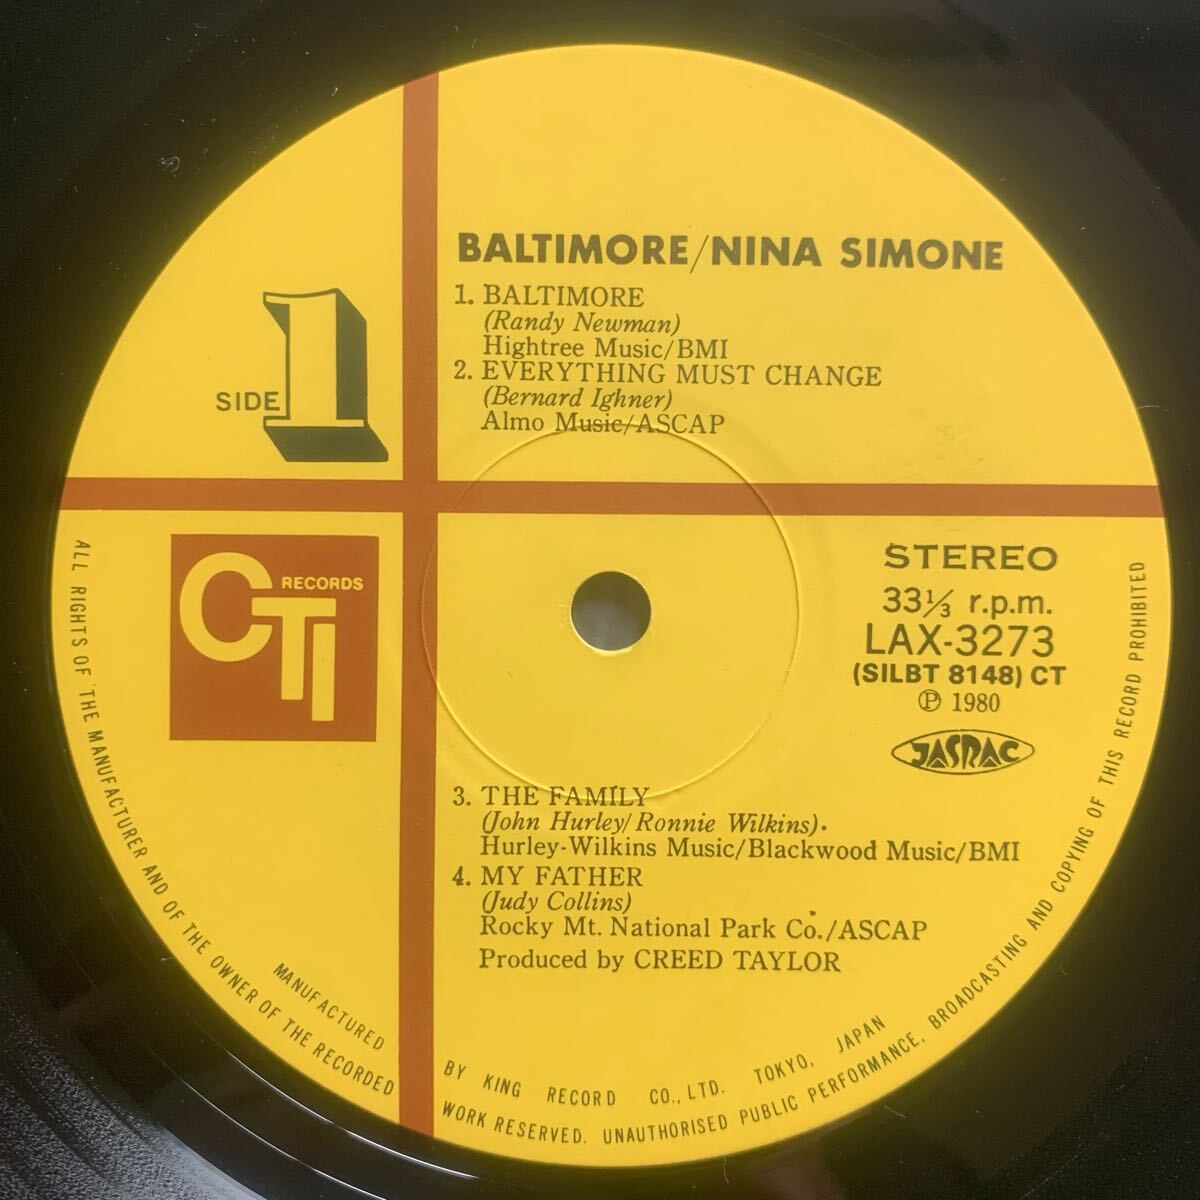 BALTIMORE/NINA SIMONE
1. BALTIMORE
(Randy Newman)
Hightree Music/BMI
2. EVERYTHING MUST CHANGE
(Bernard Ighner)
Almo Music/ASCAP
SIDE 1
CTI RECORDS
STEREO
33 1/3 r.p.m.
LAX-3273
(SILBT 8148) CT
Ⓟ 1980
JASRAC
3. THE FAMILY
(John Hurley/Ronnie Wilkins).
Hurley-Wilkins Music/Blackwood Music/BMI
4. MY FATHER
(Judy Collins)
Rocky Mt. National Park Co./ASCAP
Produced by CREED TAYLOR
MANUFACTURED BY KING RECORD CO., LTD. TOKYO, JAPAN
ALL RIGHTS OF THE MANUFACTURER AND OF THE OWNER OF THE RECORDED WORK RESERVED. UNAUTHORISED PUBLIC PERFORMANCE, BROADCASTING AND COPYING OF THIS RECORD PROHIBITED